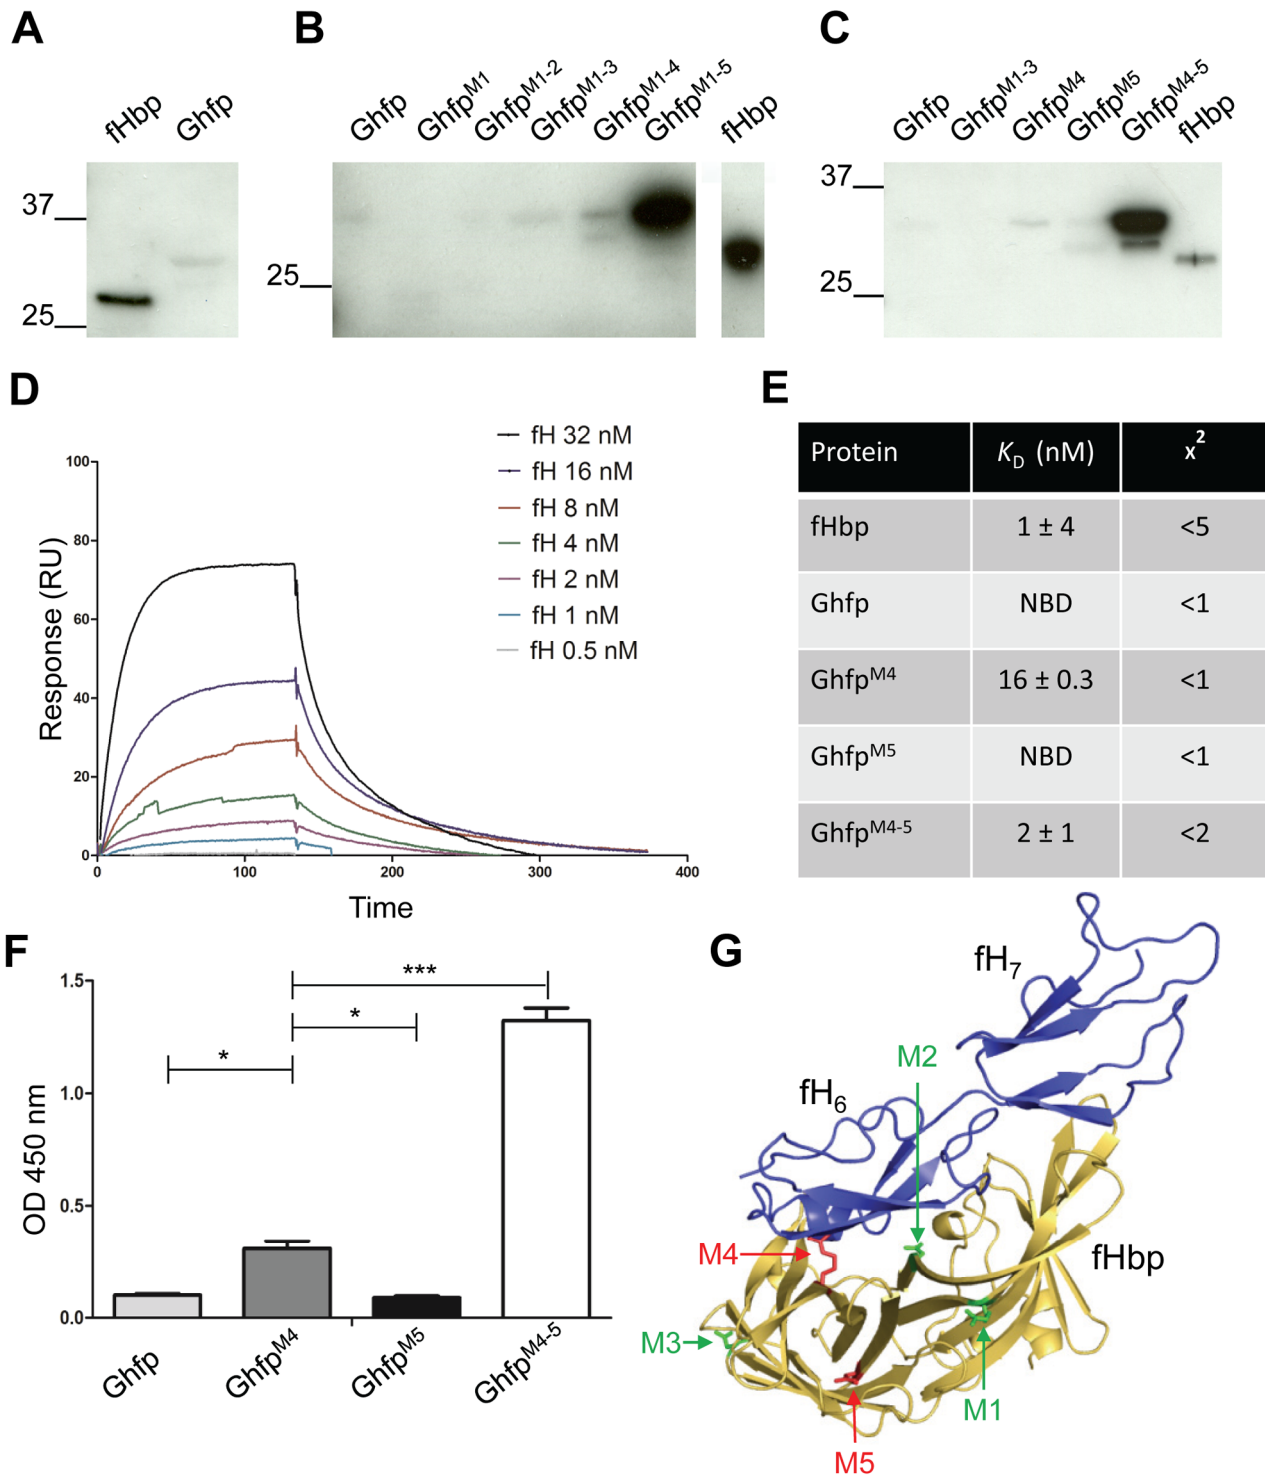 A
fHbp Ghfp
37
25
B
Ghfp GhfpM1 GhfpM1-2 GhfpM1-3 GhfpM1-4 GhfpM1-5 fHbp
25
C
Ghfp GhfpM1-3 GhfpM4 GhfpM5 GhfpM4-5 fHbp
37
25
D
fH 32 nM
fH 16 nM
fH 8 nM
fH 4 nM
fH 2 nM
fH 1 nM
fH 0.5 nM
Response (RU)
100
80
60
40
20
0
0 100 200 300 400
Time
E
Protein KD (nM) x2
fHbp 1 ± 4 <5
Ghfp NBD <1
GhfpM4 16 ± 0.3 <1
GhfpM5 NBD <1
GhfpM4-5 2 ± 1 <2
F
OD 450 nm
1.5
1.0
0.5
0.0
***
*
*
Ghfp GhfpM4 GhfpM5 GhfpM4-5
G
fH7
M2
fH6
M4
fHbp
M3
M1
M5